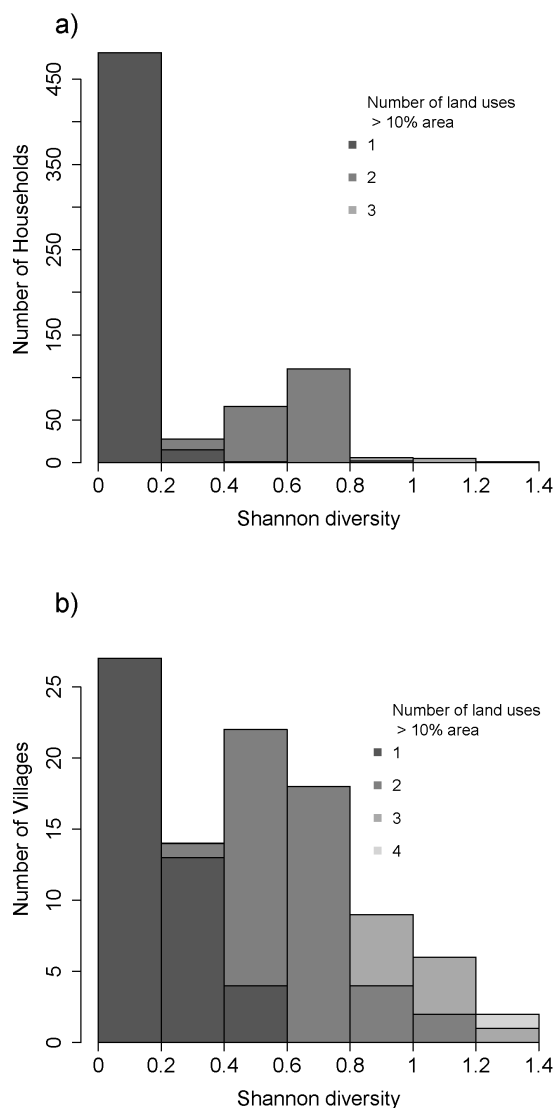 a)
Number of Households
450
350
250
150
50
0
Number of land uses
> 10% area
1
2
3
0 0.2 0.4 0.6 0.8 1 1.2 1.4
Shannon diversity
b)
Number of Villages
25
20
15
10
5
0
Number of land uses
> 10% area
1
2
3
4
0 0.2 0.4 0.6 0.8 1 1.2 1.4
Shannon diversity